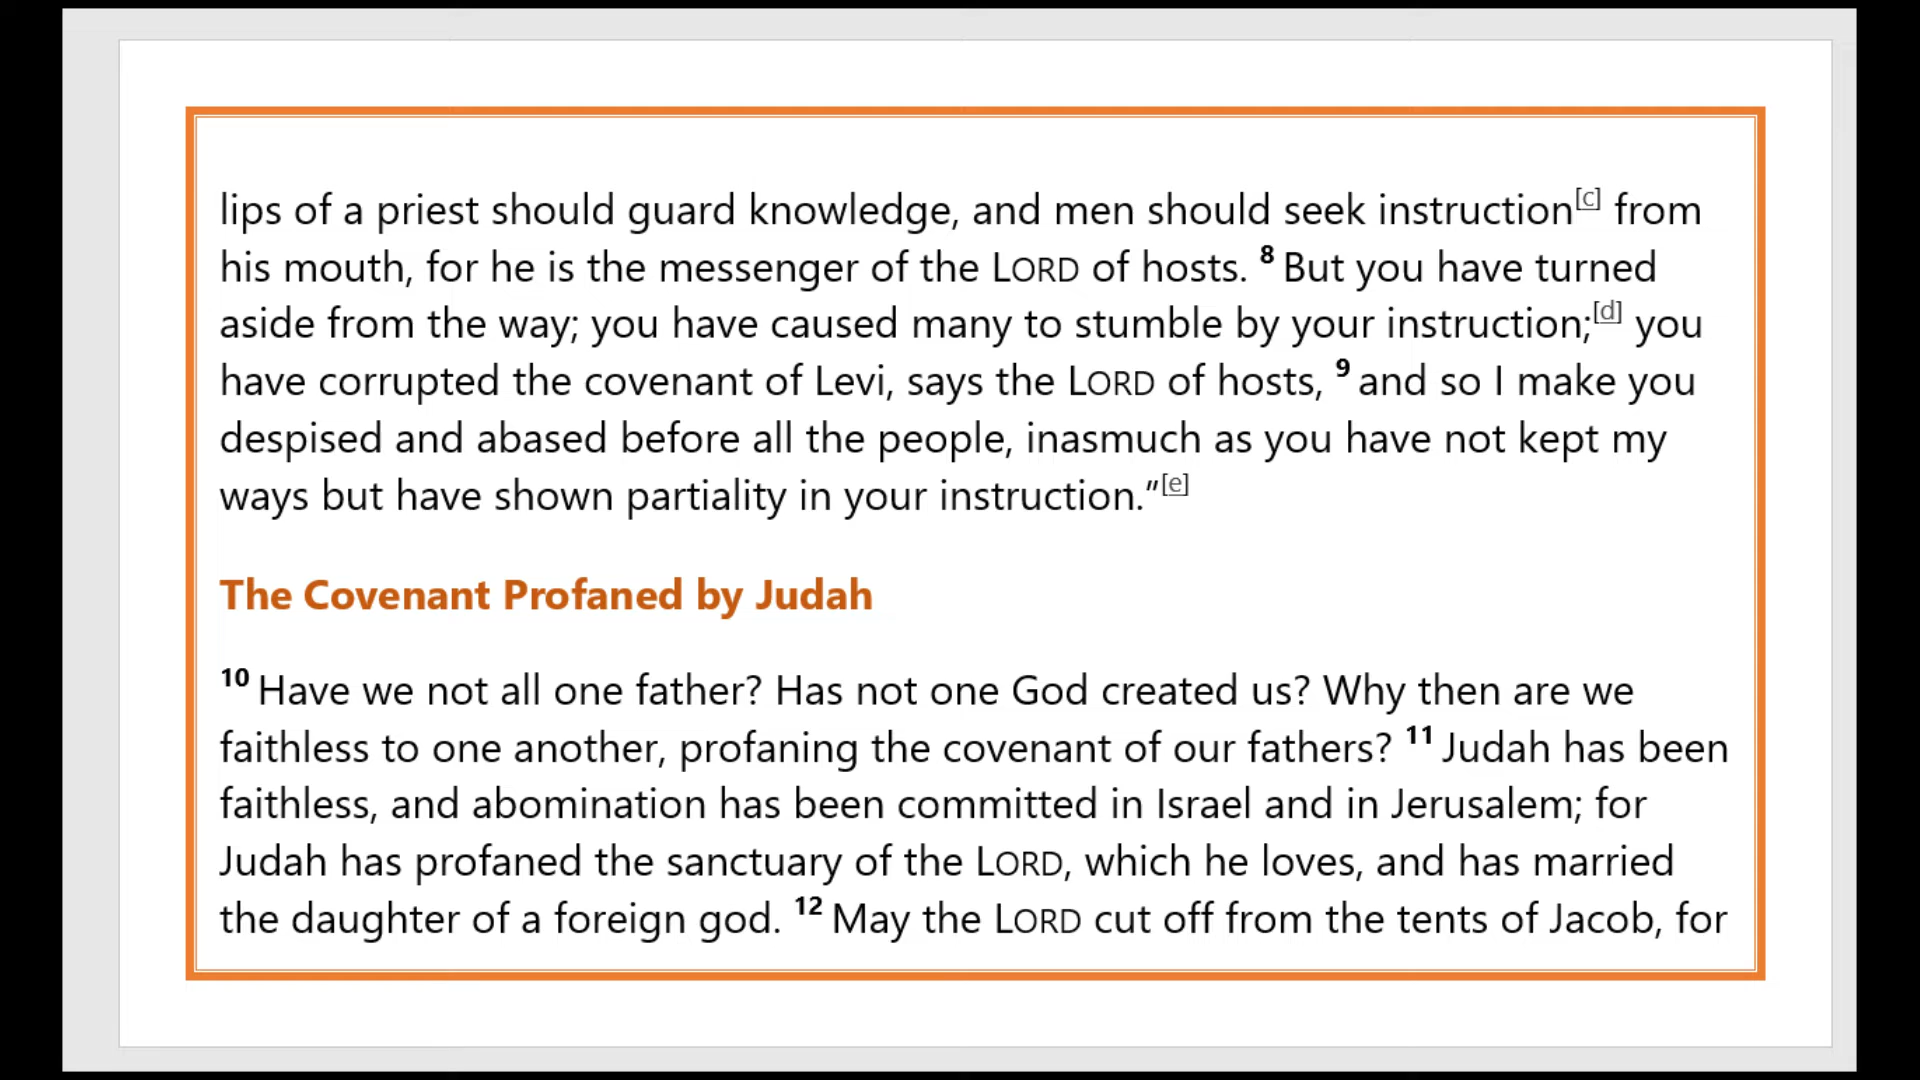 lips of a priest should guard knowledge, and men should seek instruction[c] from
his mouth, for he is the messenger of the LORD of hosts. 8 But you have turned
aside from the way; you have caused many to stumble by your instruction;[d] you
have corrupted the covenant of Levi, says the LORD of hosts, 9 and so I make you
despised and abased before all the people, inasmuch as you have not kept my
ways but have shown partiality in your instruction.”[e]
The Covenant Profaned by Judah
10 Have we not all one father? Has not one God created us? Why then are we
faithless to one another, profaning the covenant of our fathers? 11 Judah has been
faithless, and abomination has been committed in Israel and in Jerusalem; for
Judah has profaned the sanctuary of the LORD, which he loves, and has married
the daughter of a foreign god. 12 May the LORD cut off from the tents of Jacob, for